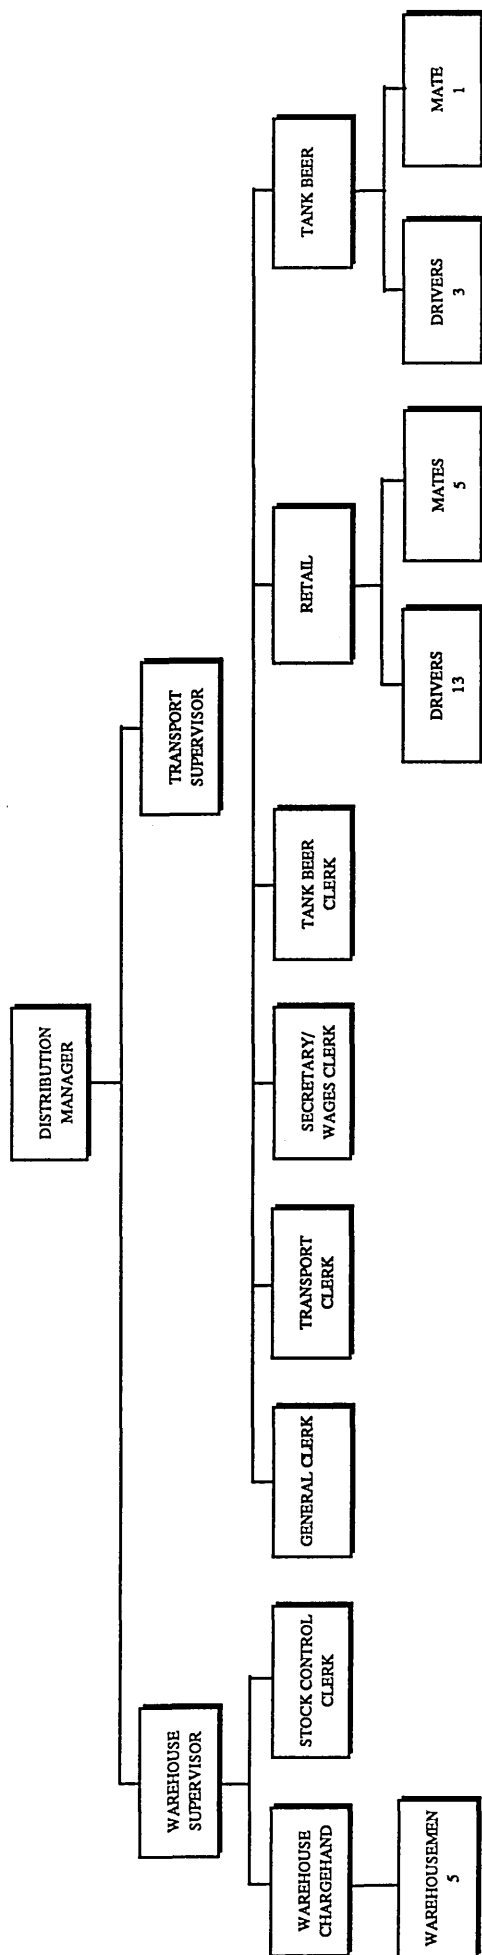 DISTRIBUTION
MANAGER
WAREHOUSE
SUPERVISOR
TRANSPORT
SUPERVISOR
WAREHOUSE
CHARGEHAND
STOCK CONTROL
CLERK
GENERAL CLERK
TRANSPORT
CLERK
SECRETARY/
WAGES CLERK
TANK BEER
CLERK
RETAIL
TANK BEER
WAREHOUSEMEN
5
DRIVERS
13
MATES
5
DRIVERS
3
MATE
1